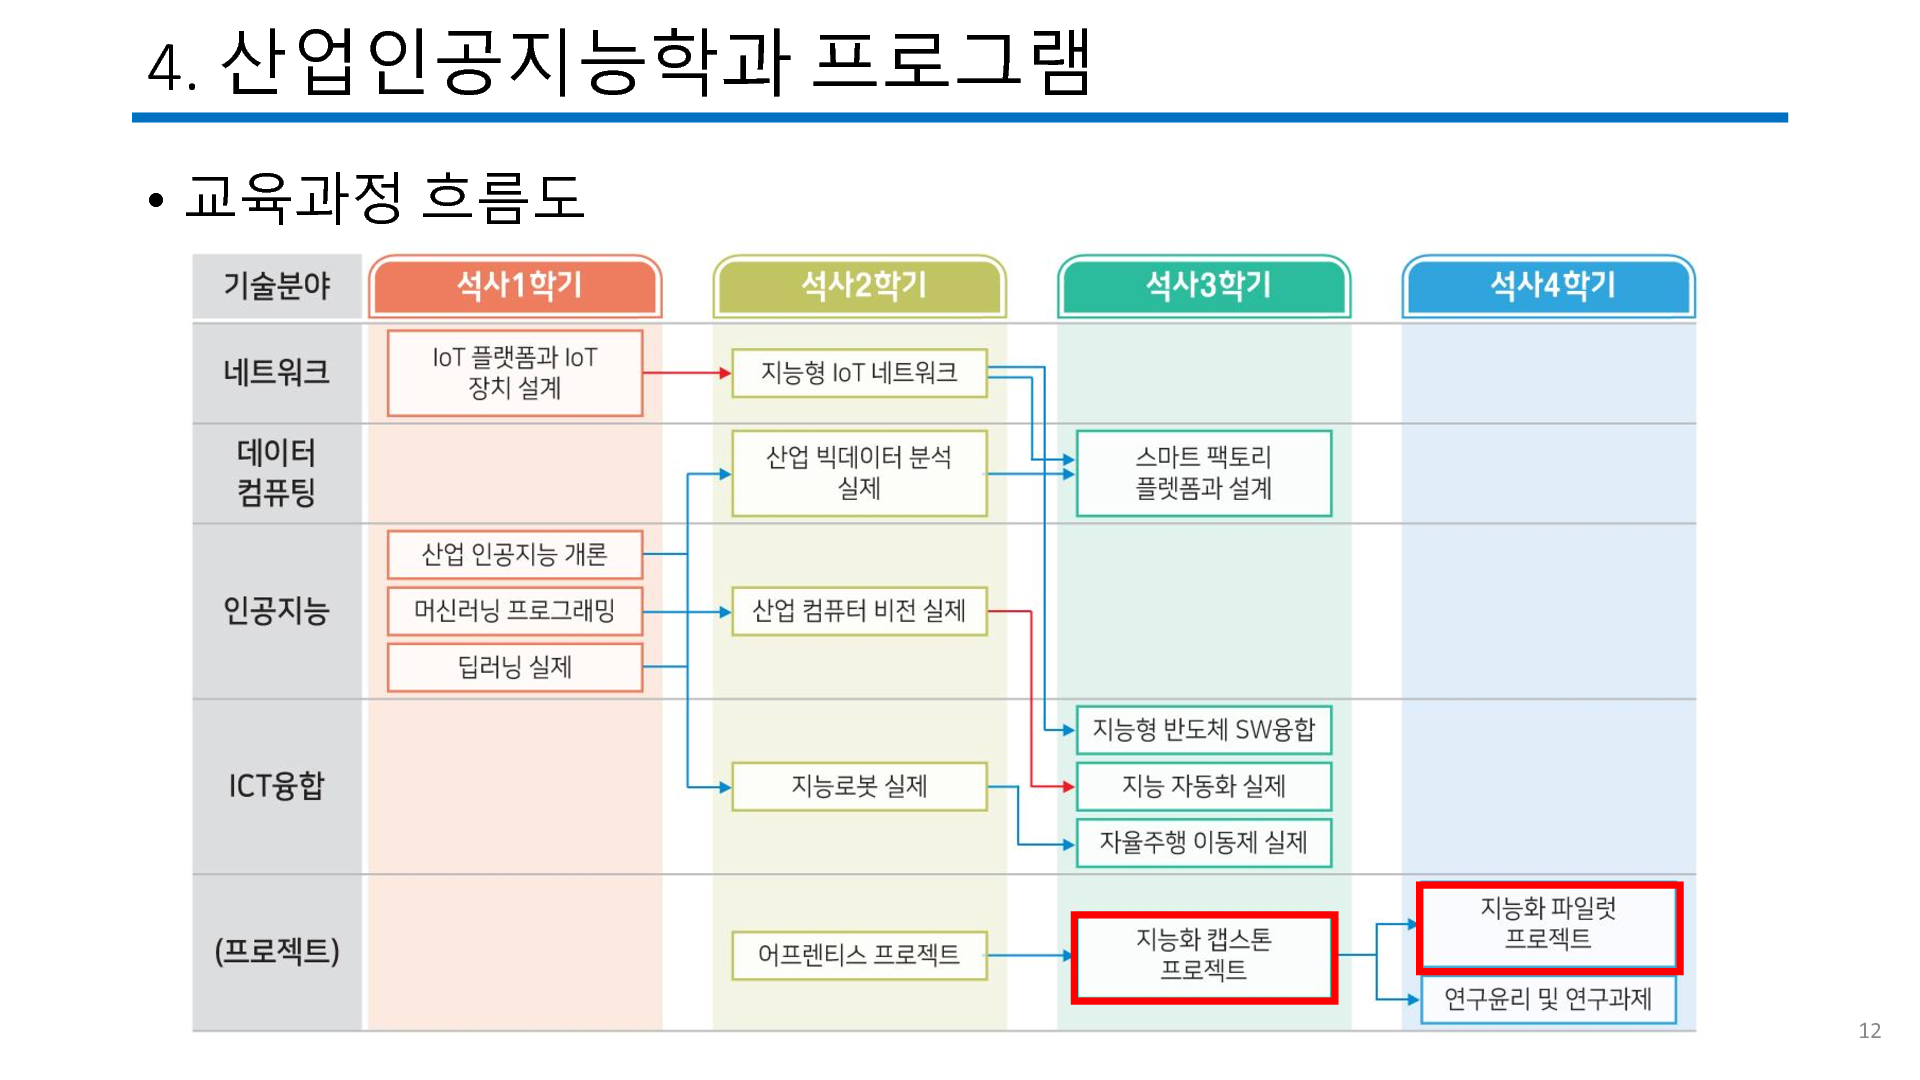 4. 산업인공지능학과 프로그램
• 교육과정 흐름도
기술분야
석사1학기
석사2학기
석사3학기
석사4학기
네트워크
IoT 플랫폼과 IoT
장치 설계
지능형 IoT 네트워크
데이터
컴퓨팅
산업 빅데이터 분석
실제
스마트 팩토리
플렛폼과 설계
인공지능
산업 인공지능 개론
머신러닝 프로그래밍
딥러닝 실제
산업 컴퓨터 비전 실제
ICT융합
지능로봇 실제
지능형 반도체 SW융합
지능 자동화 실제
자율주행 이동제 실제
(프로젝트)
어프렌티스 프로젝트
지능화 캡스톤
프로젝트
지능화 파일럿
프로젝트
연구윤리 및 연구과제
12